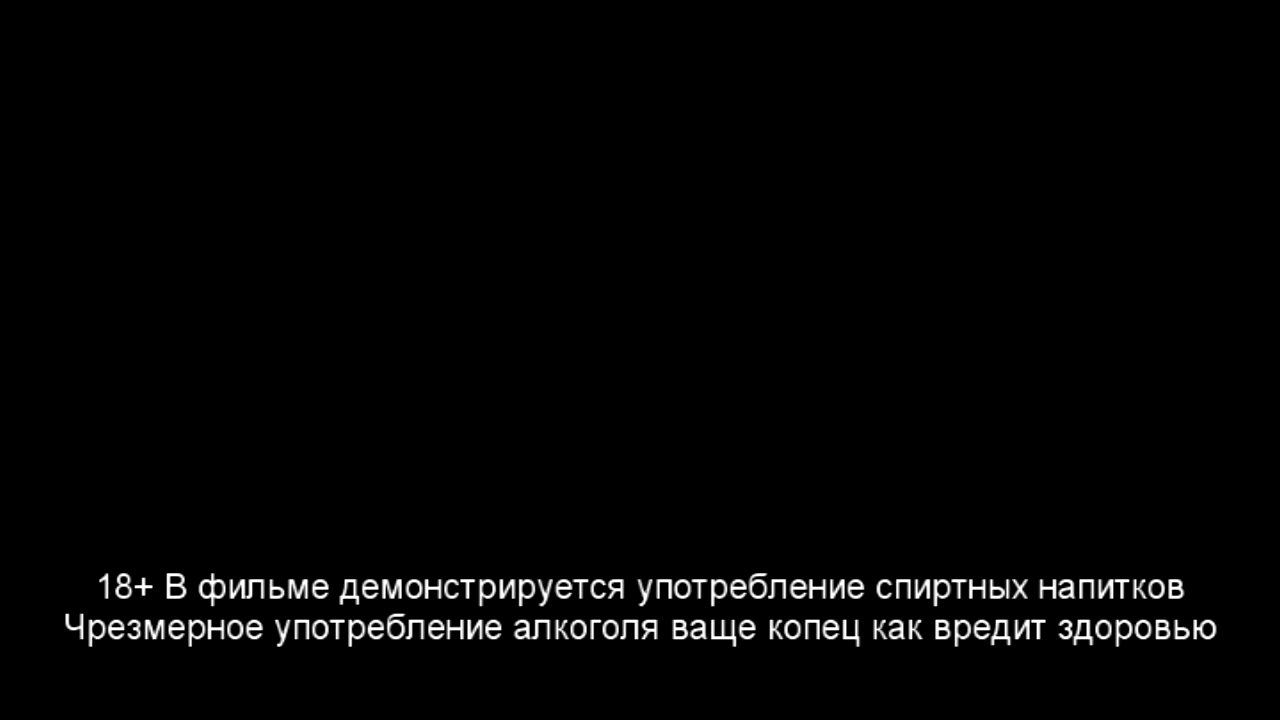 18+ В фильме демонстрируется употребление спиртных напитков
Чрезмерное употребление алкоголя ваще копец как вредит здоровью